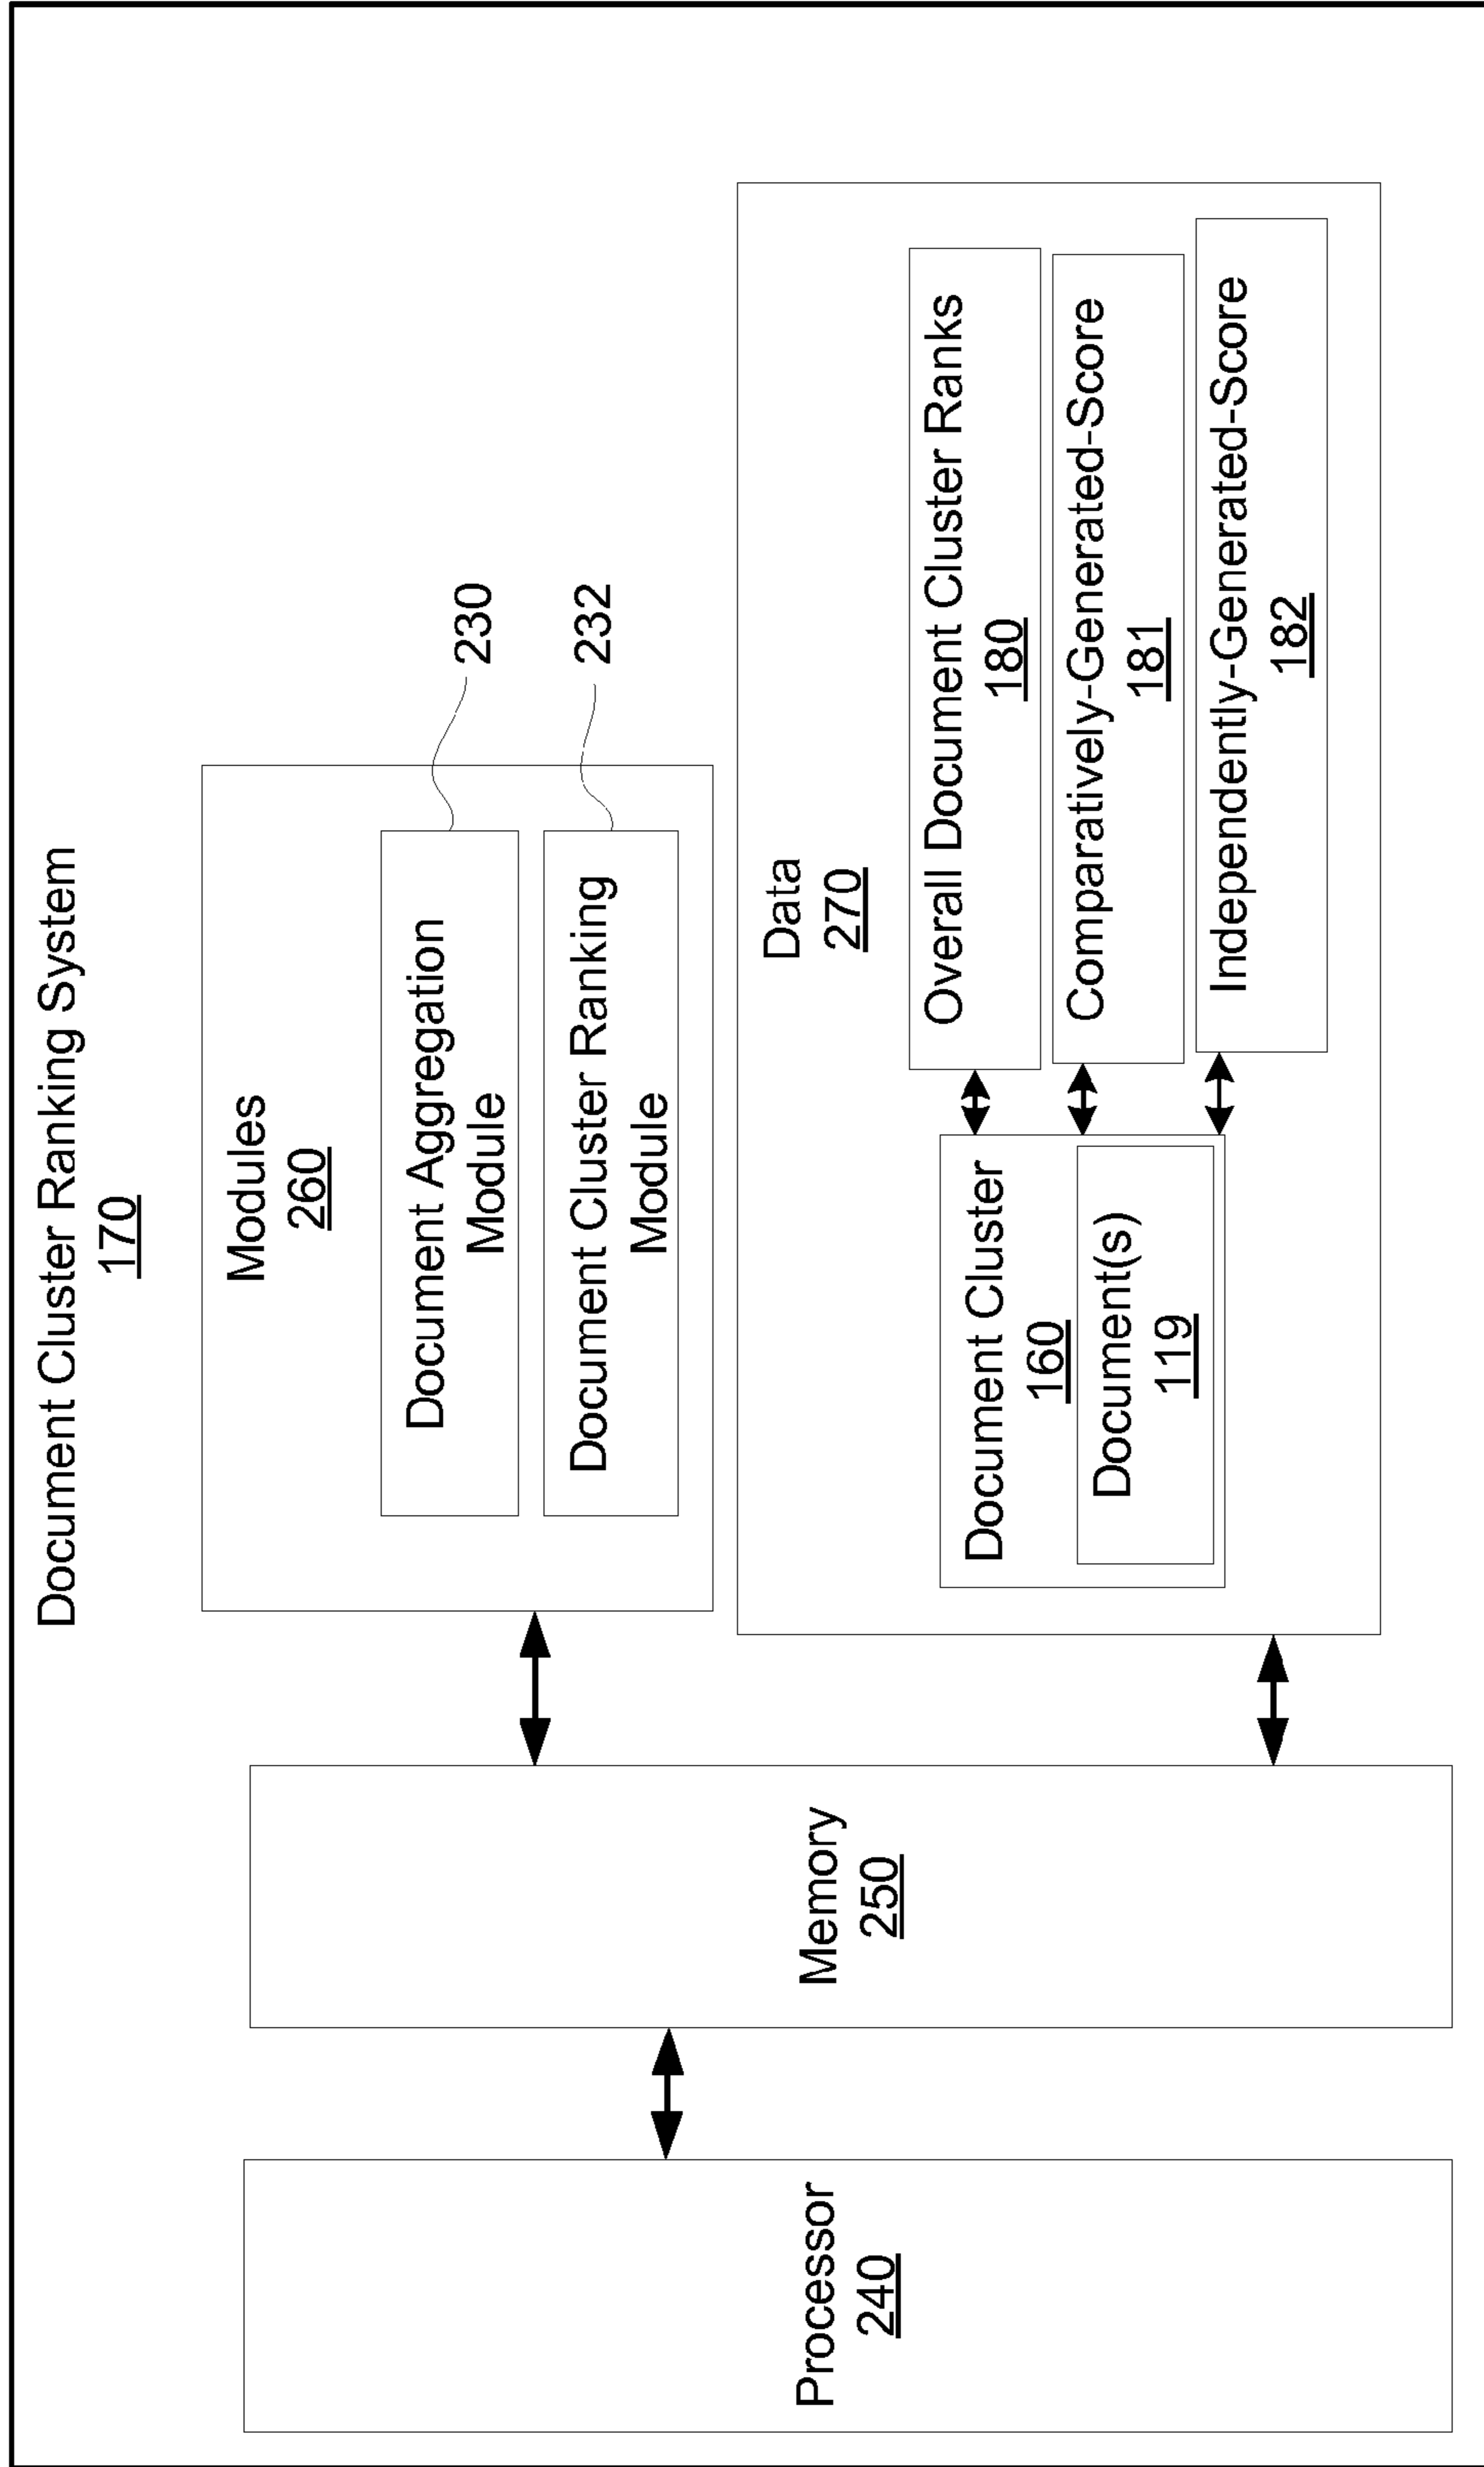 Document Cluster Ranking System
170
Processor
240
Memory
250
Modules
260
Document Aggregation
Module
230
Document Cluster Ranking
Module
232
Data
270
Document Cluster
160
Document(s)
119
Overall Document Cluster Ranks
180
Comparatively-Generated-Score
181
Independently-Generated-Score
182